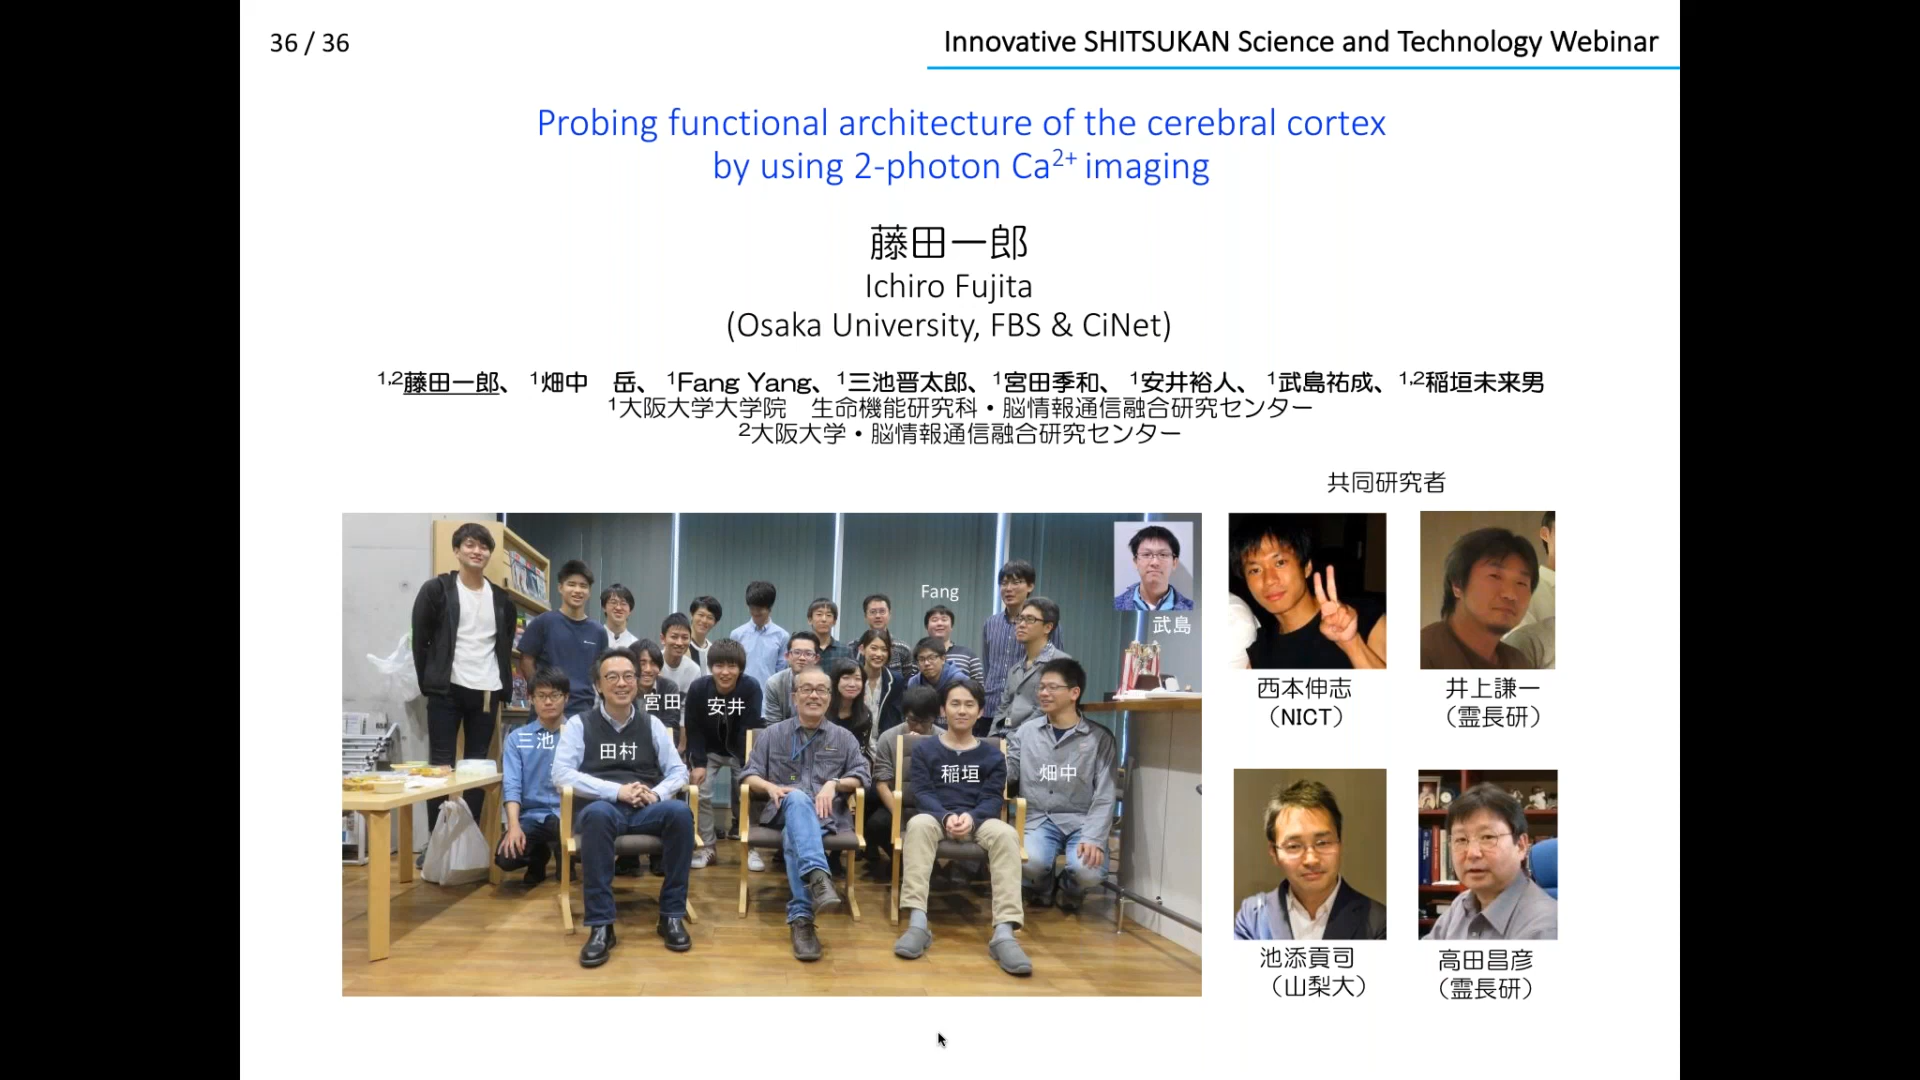 36 / 36
Innovative SHITSUKAN Science and Technology Webinar
Probing functional architecture of the cerebral cortex
by using 2-photon Ca2+ imaging
藤田一郎
Ichiro Fujita
(Osaka University, FBS & CiNet)
1,2藤田一郎、 1畑中 岳、 1Fang Yang、1三池晋太郎、1宮田季和、 1安井裕人、 1武島祐成、 1,2稲垣未来男
1大阪大学大学院 生命機能研究科・脳情報通信融合研究センター
2大阪大学・脳情報通信融合研究センター
共同研究者
Fang
武島
宮田
安井
三池
田村
稲垣
畑中
西本伸志
（NICT）
井上謙一
（霊長研）
池添貢司
（山梨大）
高田昌彦
（霊長研）